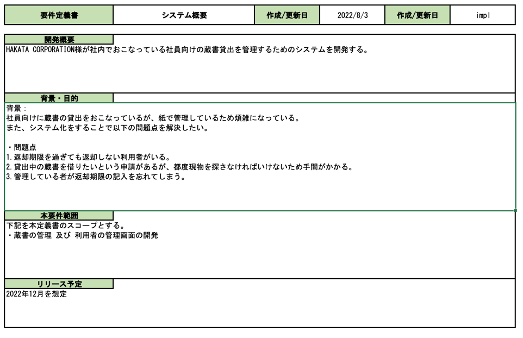 要件定義書 システム概要 作成/更新日 2022/8/3 作成/更新日 impl
開発概要
HAKATA CORPORATION様が社内でおこなっている社員向けの蔵書貸出を管理するためのシステムを開発する。
背景・目的
背景：
社員向けに蔵書の貸出をおこなっているが、紙で管理しているため煩雑になっている。
また、システム化をすることで以下の問題点を解決したい。
・問題点
1.返却期限を過ぎても返却しない利用者がいる。
2.貸出中の蔵書を借りたいという申請があるが、都度現物を探さなければいけないため手間がかかる。
3.管理している者が返却期限の記入を忘れてしまう。
本要件範囲
下記を本定義書のスコープとする。
・蔵書の管理 及び 利用者の管理画面の開発
リリース予定
2022年12月を想定